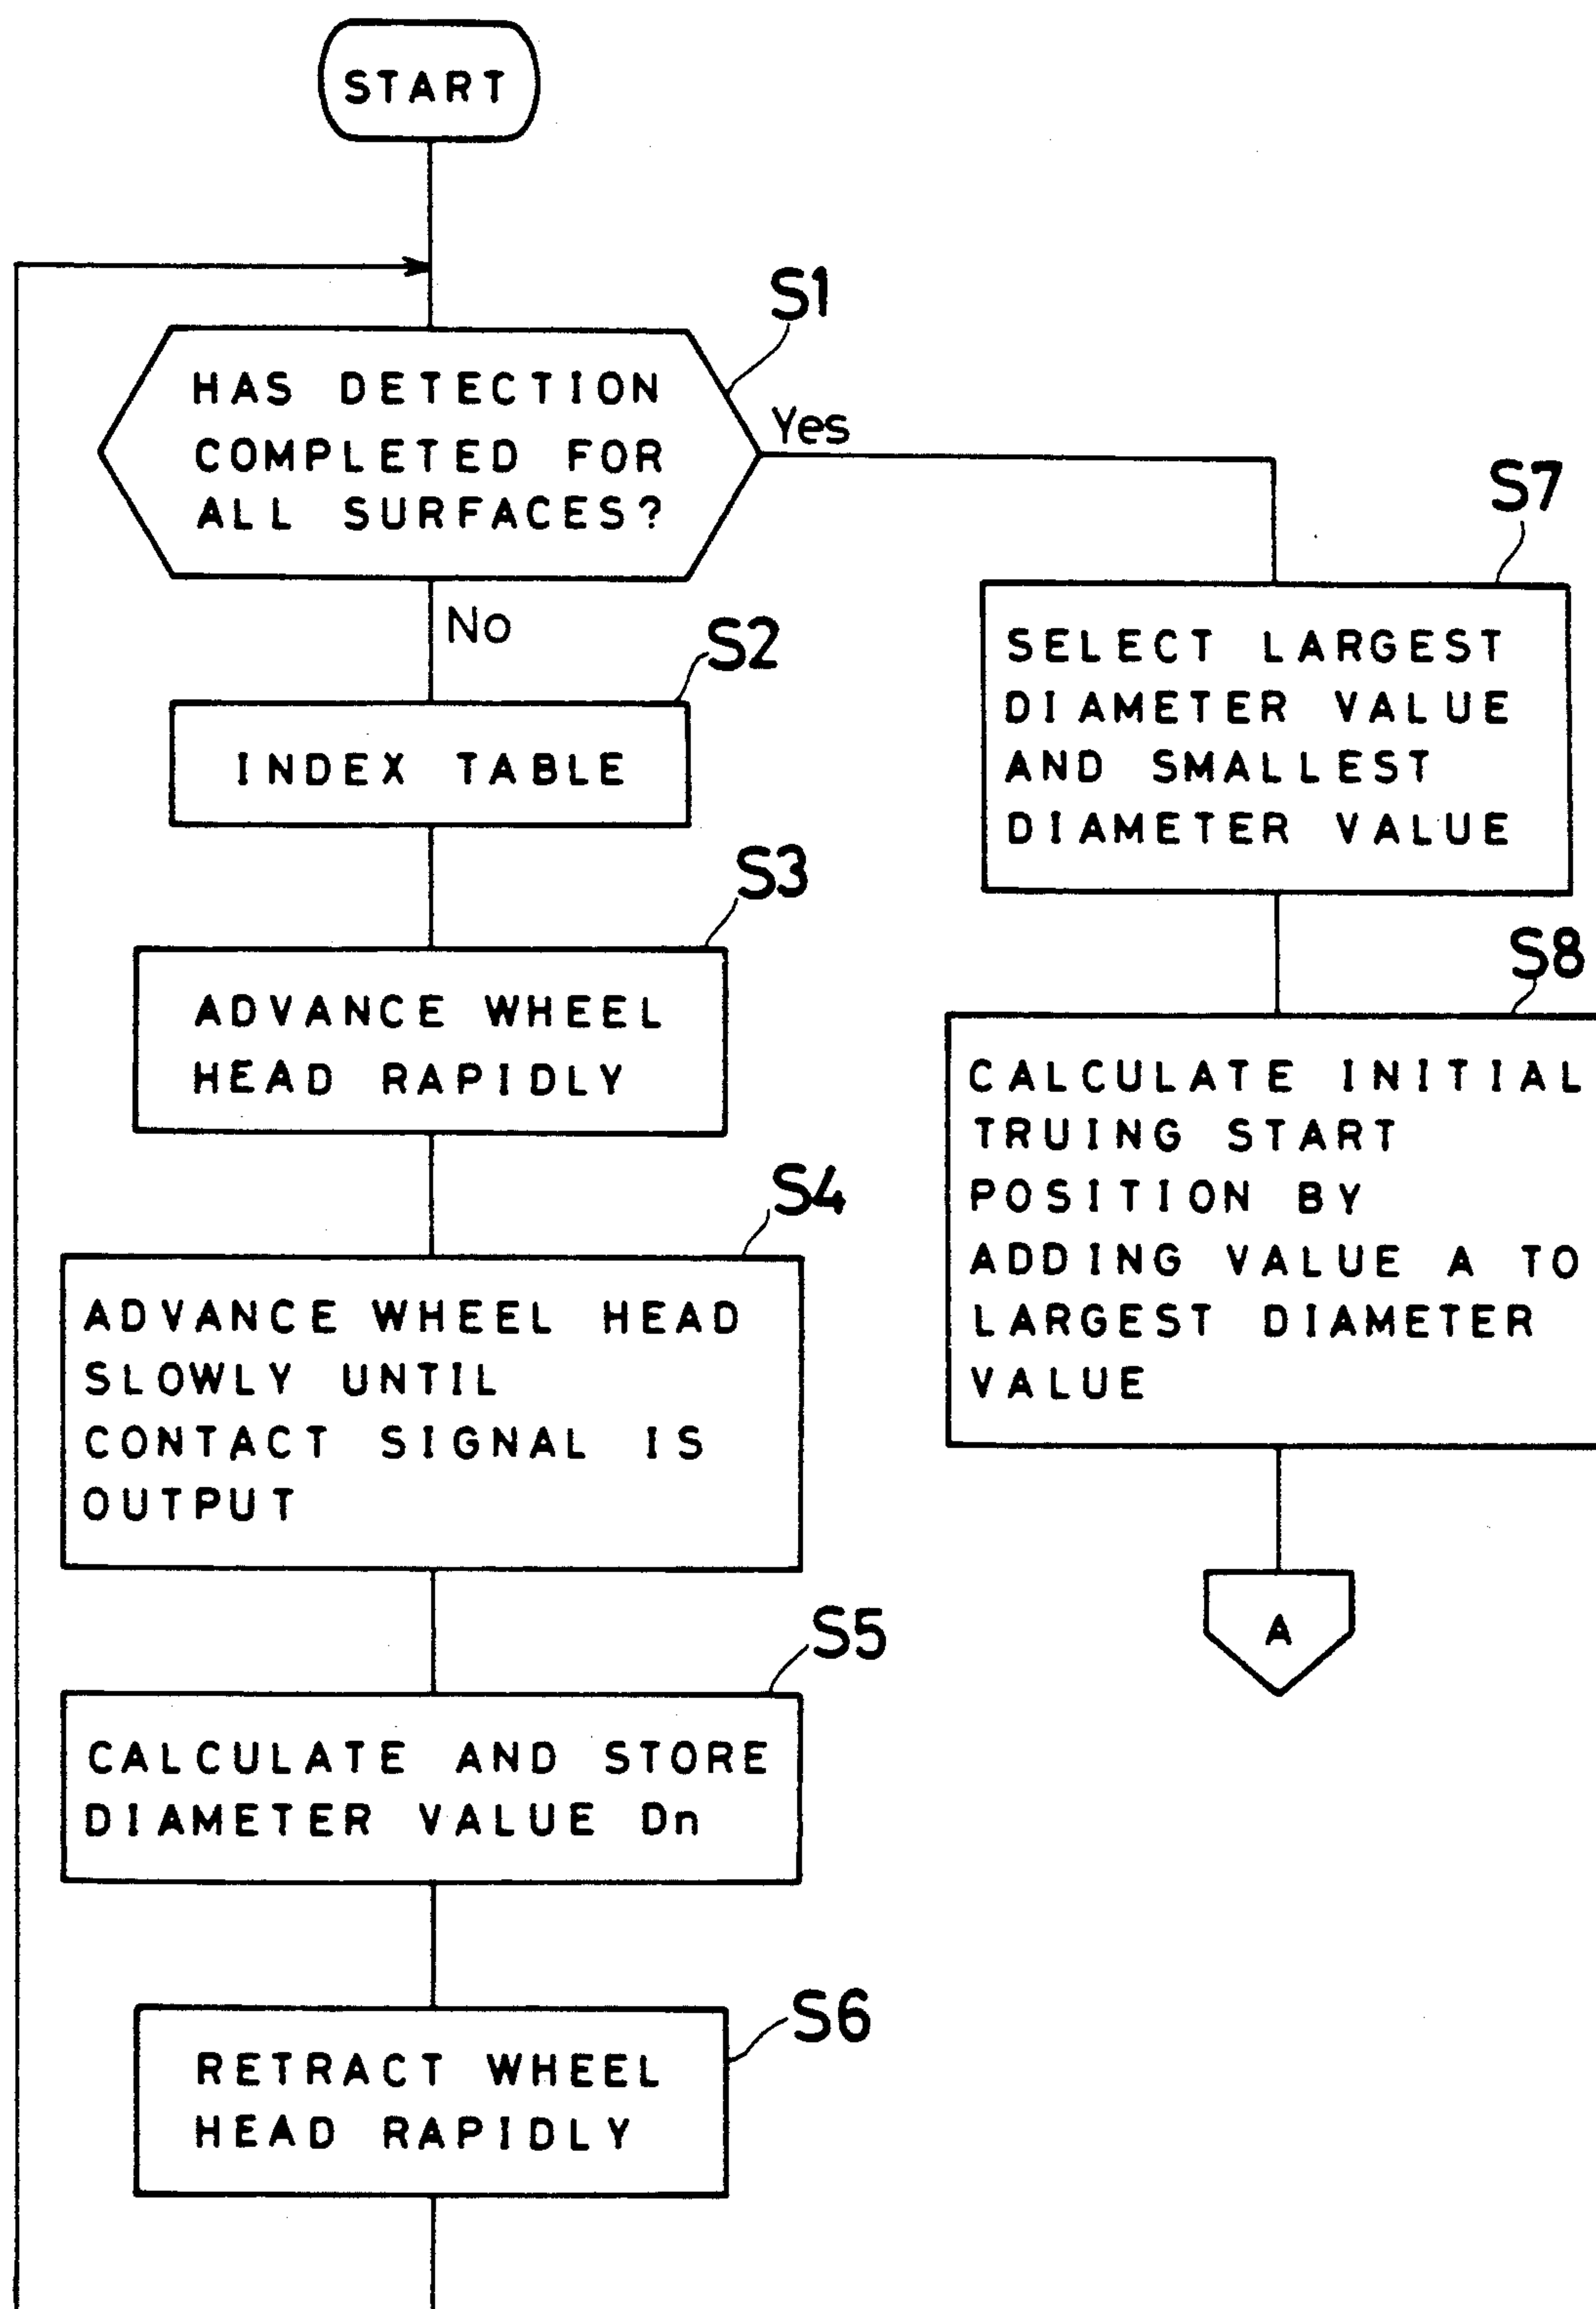 START
S1
HAS DETECTION
COMPLETED FOR
ALL SURFACES?
Yes
No
S2
INDEX TABLE
S3
ADVANCE WHEEL
HEAD RAPIDLY
S4
ADVANCE WHEEL HEAD
SLOWLY UNTIL
CONTACT SIGNAL IS
OUTPUT
S5
CALCULATE AND STORE
DIAMETER VALUE Dn
S6
RETRACT WHEEL
HEAD RAPIDLY
S7
SELECT LARGEST
DIAMETER VALUE
AND SMALLEST
DIAMETER VALUE
S8
CALCULATE INITIAL
TRUING START
POSITION BY
ADDING VALUE A TO
LARGEST DIAMETER
VALUE
A